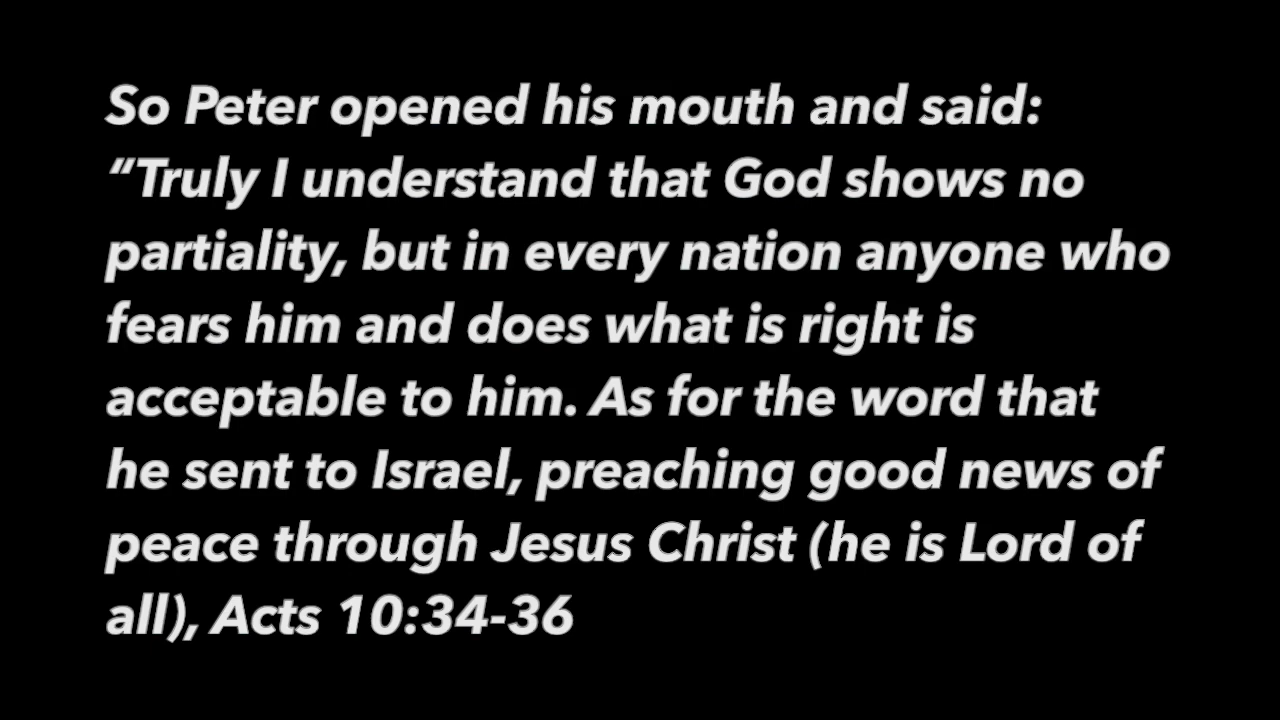 So Peter opened his mouth and said:
“Truly I understand that God shows no
partiality, but in every nation anyone who
fears him and does what is right is
acceptable to him. As for the word that
he sent to Israel, preaching good news of
peace through Jesus Christ (he is Lord of
all), Acts 10:34-36